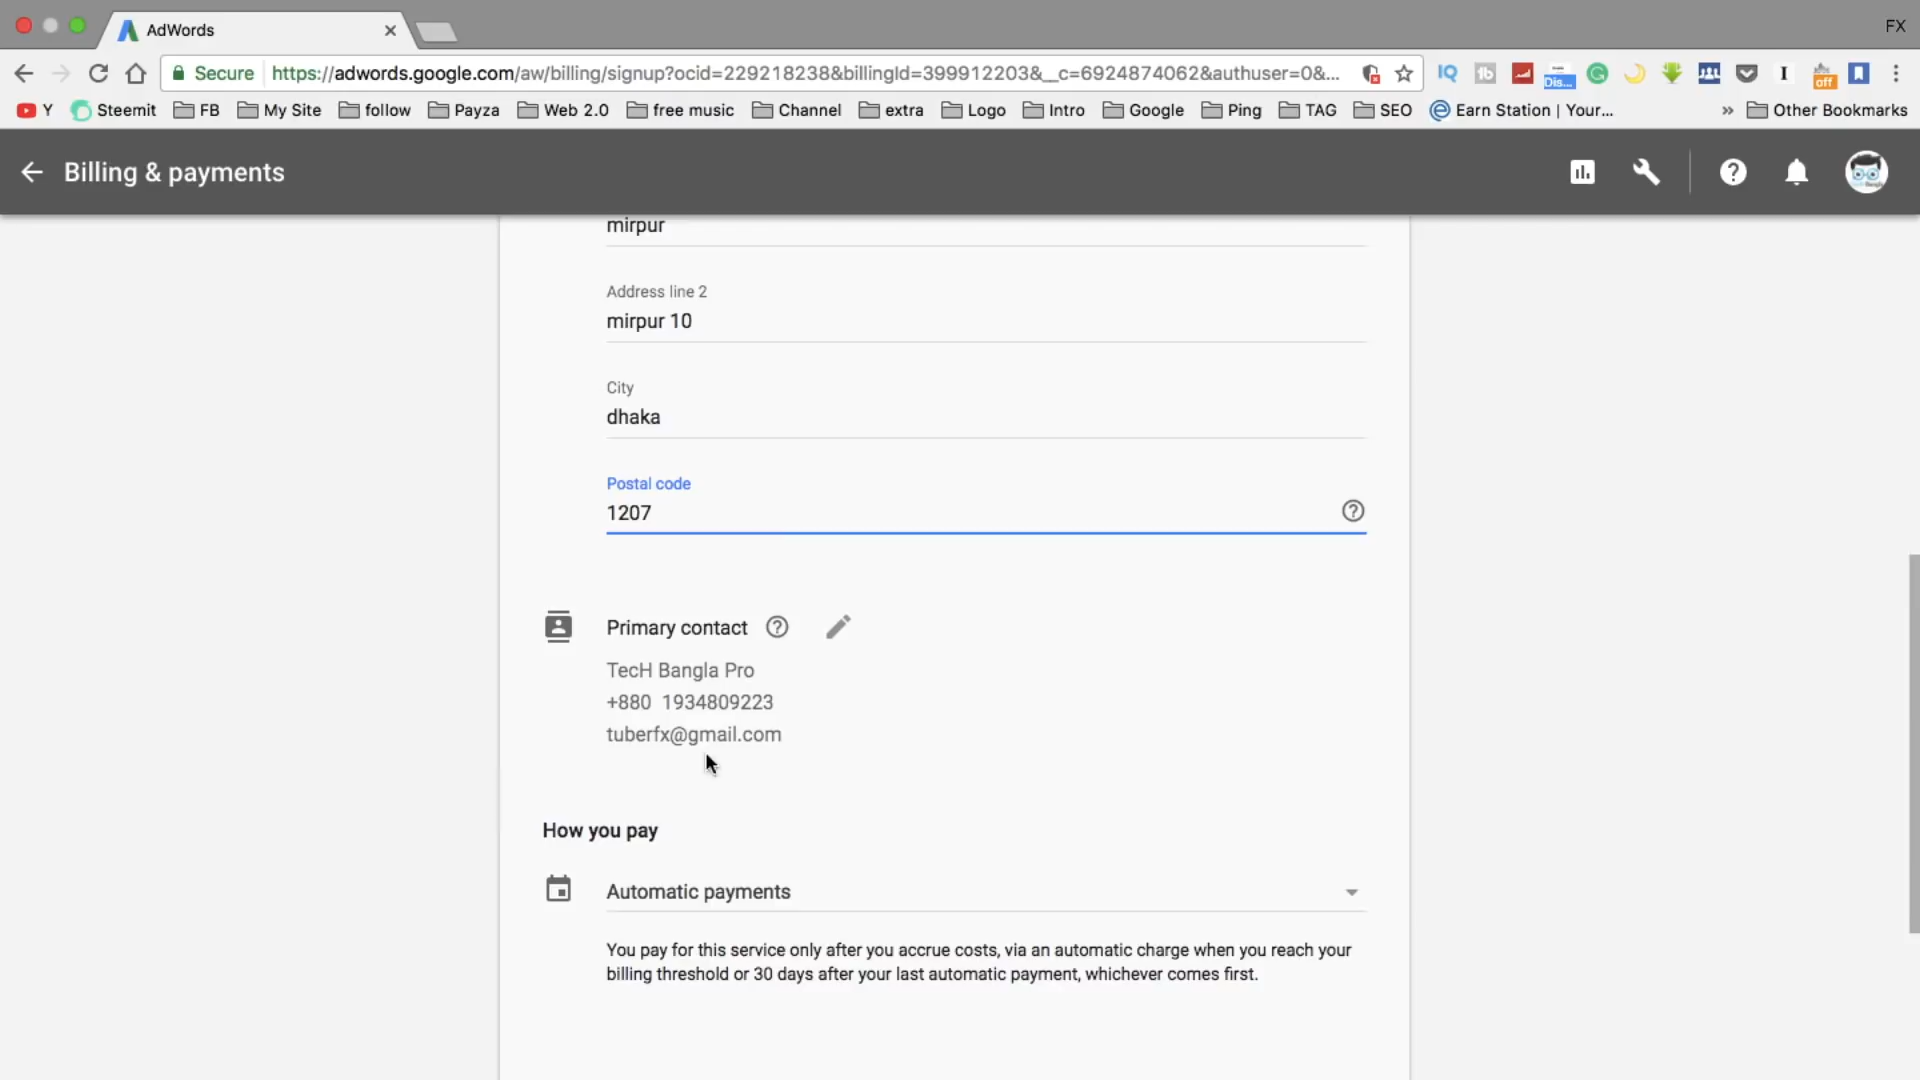 AdWords
FX
Secure https://adwords.google.com/aw/billing/signup?ocid=229218238&billingId=399912203&__c=6924874062&authuser=0&...
IQ
Dis...
off
Y Steemit FB My Site follow Payza Web 2.0 free music Channel extra Logo Intro Google Ping TAG SEO Earn Station | Your... » Other Bookmarks
Billing & payments
mirpur
Address line 2
mirpur 10
City
dhaka
Postal code
1207
Primary contact
TecH Bangla Pro
+880 1934809223
tuberfx@gmail.com
How you pay
Automatic payments
You pay for this service only after you accrue costs, via an automatic charge when you reach your
billing threshold or 30 days after your last automatic payment, whichever comes first.